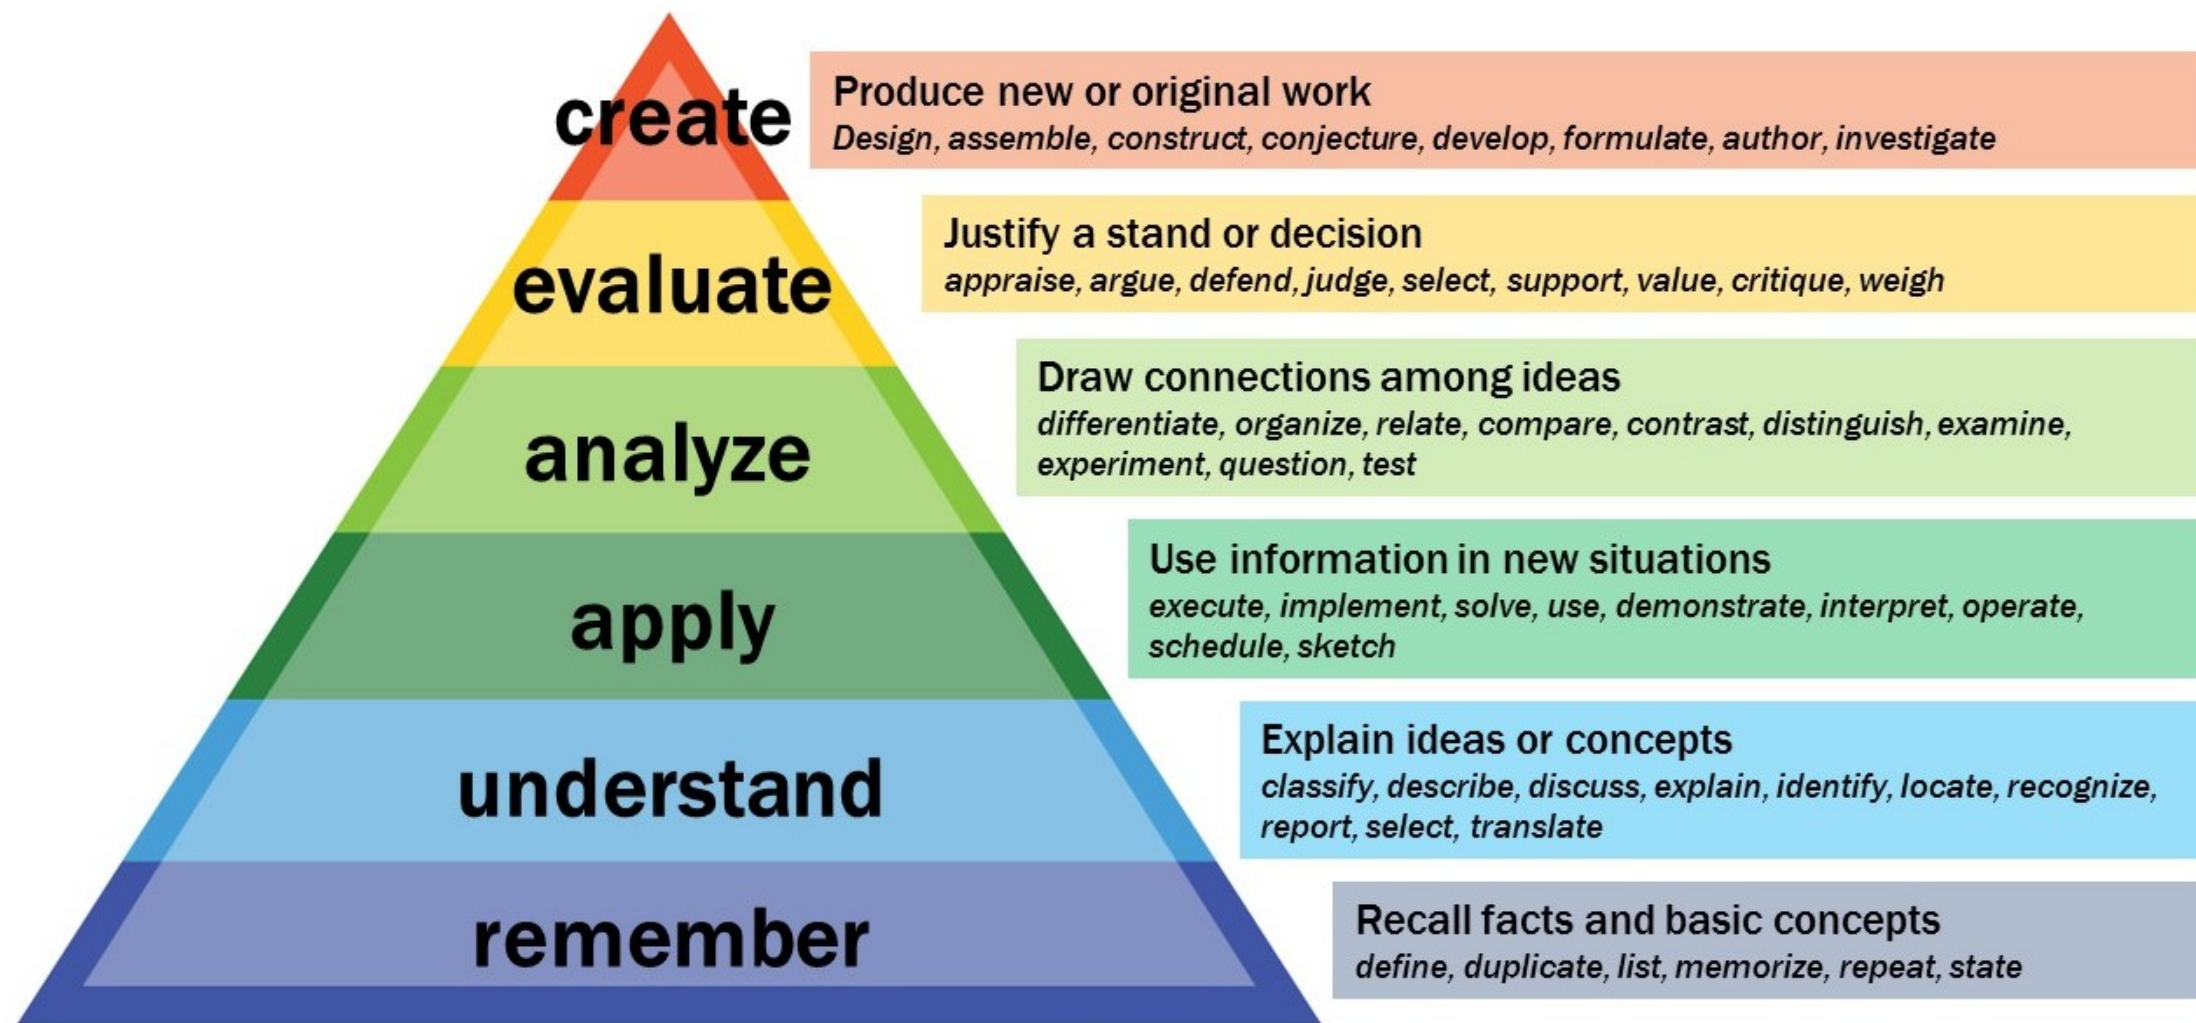 create
Produce new or original work
Design, assemble, construct, conjecture, develop, formulate, author, investigate
evaluate
Justify a stand or decision
appraise, argue, defend, judge, select, support, value, critique, weigh
analyze
Draw connections among ideas
differentiate, organize, relate, compare, contrast, distinguish, examine,
experiment, question, test
apply
Use information in new situations
execute, implement, solve, use, demonstrate, interpret, operate,
schedule, sketch
understand
Explain ideas or concepts
classify, describe, discuss, explain, identify, locate, recognize,
report, select, translate
remember
Recall facts and basic concepts
define, duplicate, list, memorize, repeat, state